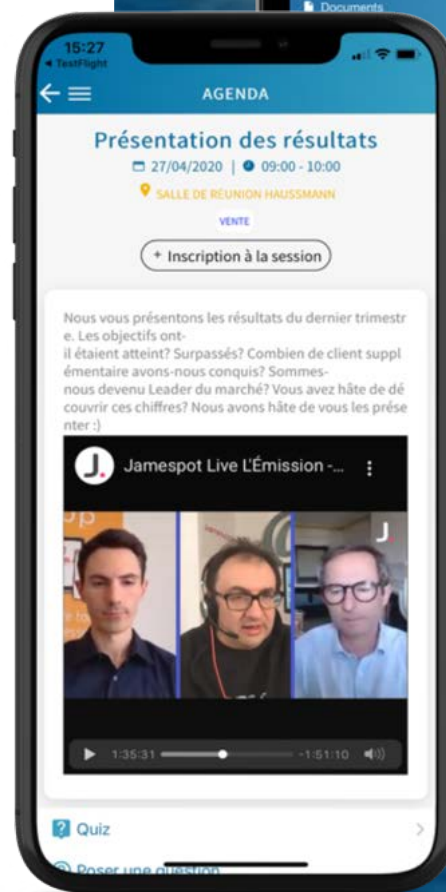 Documents
15:27
◀ TestFlight
AGENDA
Présentation des résultats
27/04/2020 | 09:00 - 10:00
SALLE DE RÉUNION HAUSSMANN
VENTE
+ Inscription à la session
Nous vous présentons les résultats du dernier trimestr
e. Les objectifs ont-
il étaient atteint? Surpassés? Combien de client suppl
émentaire avons-nous conquis? Sommes-
nous devenu Leader du marché? Vous avez hâte de dé
couvrir ces chiffres? Nous avons hâte de vous les prése
nter :)
J. Jamespot Live L'Émission -...
J.
1:35:31 -1:51:10
Quiz
Poser une question